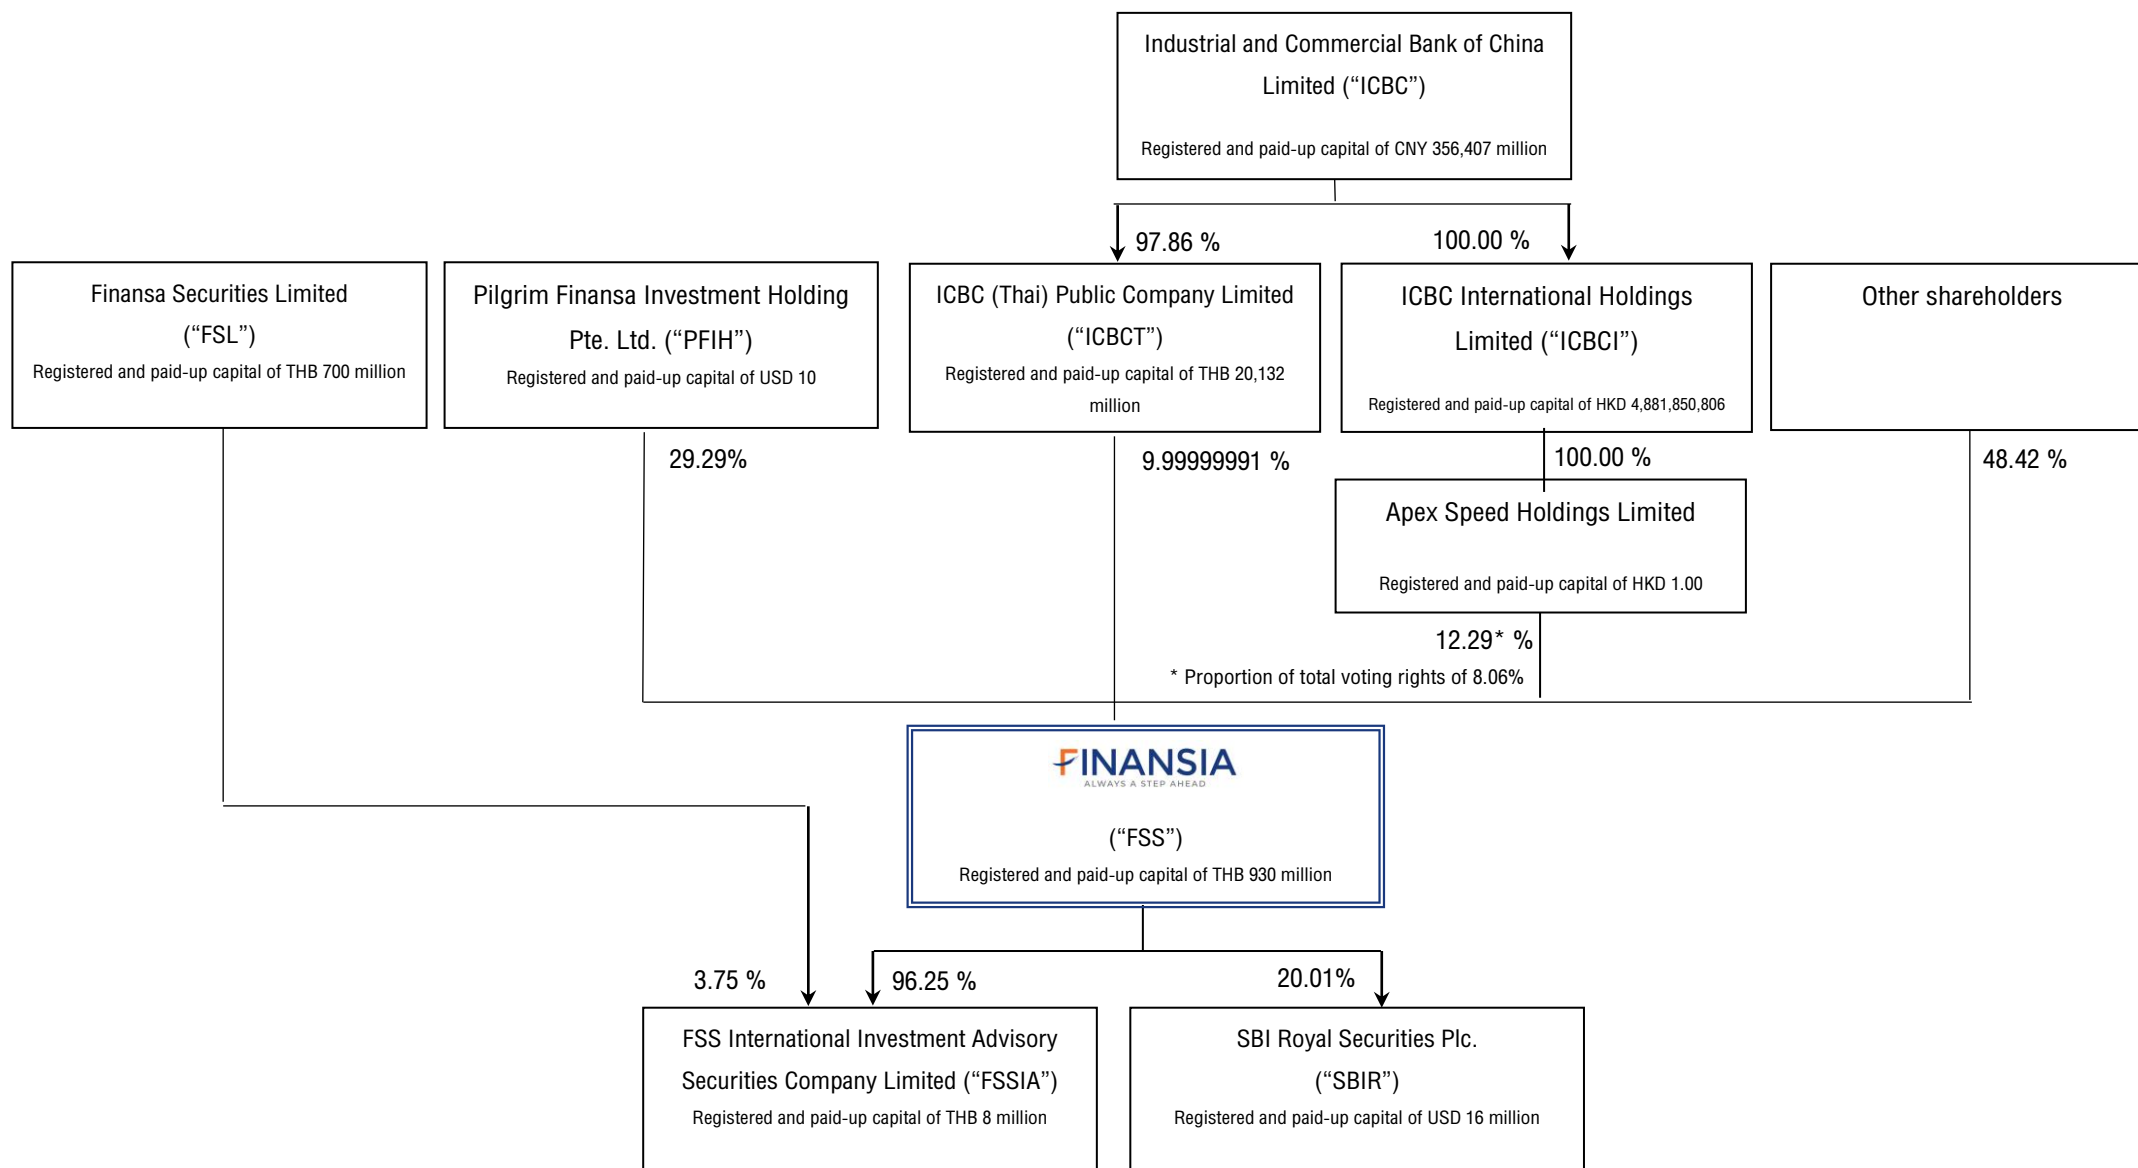 Industrial and Commercial Bank of China
Limited (“ICBC”)
Registered and paid-up capital of CNY 356,407 million
97.86 %
100.00 %
Finansa Securities Limited
(“FSL”)
Registered and paid-up capital of THB 700 million
Pilgrim Finansa Investment Holding
Pte. Ltd. (“PFIH”)
Registered and paid-up capital of USD 10
ICBC (Thai) Public Company Limited
(“ICBCT”)
Registered and paid-up capital of THB 20,132
million
ICBC International Holdings
Limited (“ICBCI”)
Registered and paid-up capital of HKD 4,881,850,806
Other shareholders
29.29%
9.99999991 %
100.00 %
48.42 %
Apex Speed Holdings Limited
Registered and paid-up capital of HKD 1.00
12.29* %
* Proportion of total voting rights of 8.06%
FINANSIA
ALWAYS A STEP AHEAD
(“FSS”)
Registered and paid-up capital of THB 930 million
3.75 %
96.25 %
20.01%
FSS International Investment Advisory
Securities Company Limited (“FSSIA”)
Registered and paid-up capital of THB 8 million
SBI Royal Securities Plc.
(“SBIR”)
Registered and paid-up capital of USD 16 million